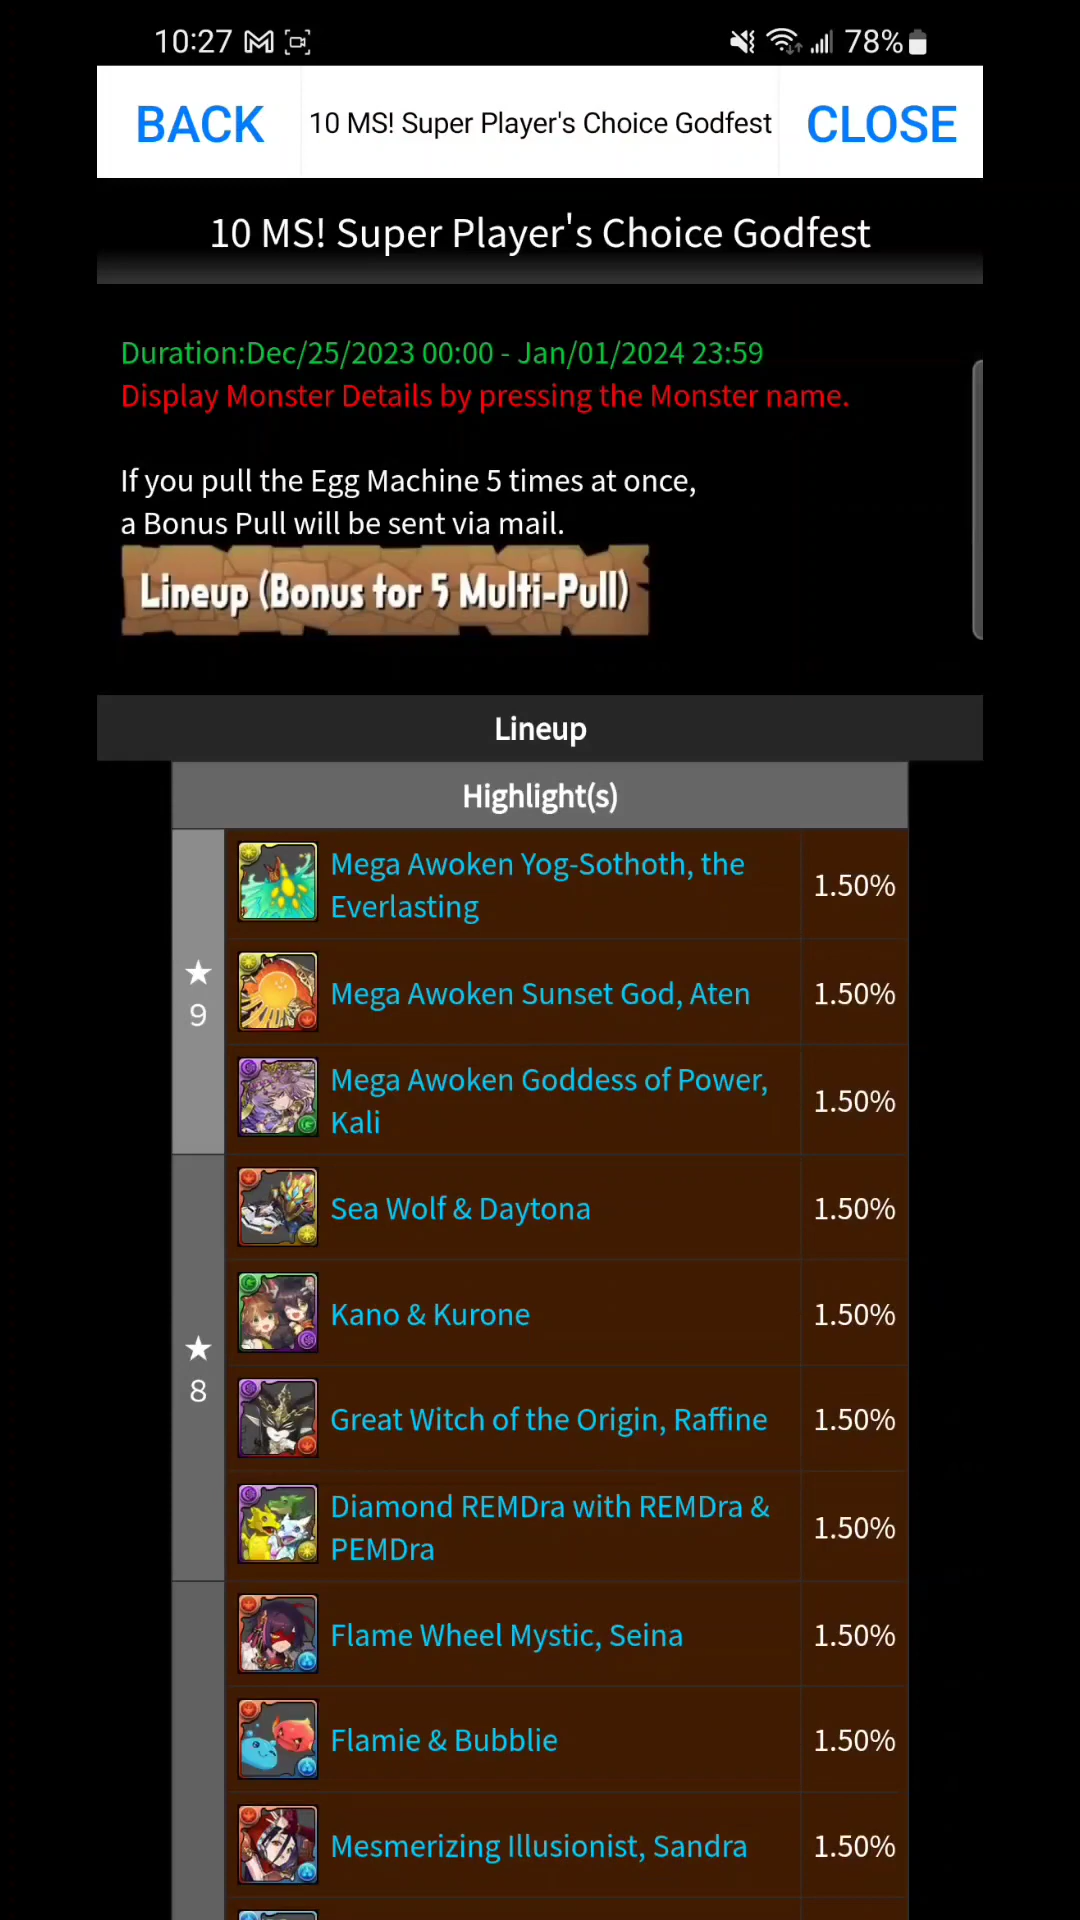 10:27 78%
BACK 10 MS! Super Player's Choice Godfest CLOSE
10 MS! Super Player's Choice Godfest
Duration:Dec/25/2023 00:00 - Jan/01/2024 23:59
Display Monster Details by pressing the Monster name.
If you pull the Egg Machine 5 times at once,
a Bonus Pull will be sent via mail.
Lineup (Bonus for 5 Multi-Pull)
Lineup
Highlight(s)
★
9
Mega Awoken Yog-Sothoth, the
Everlasting
1.50%
Mega Awoken Sunset God, Aten 1.50%
Mega Awoken Goddess of Power,
Kali
1.50%
★
8
Sea Wolf & Daytona 1.50%
Kano & Kurone 1.50%
Great Witch of the Origin, Raffine 1.50%
Diamond REMDra with REMDra &
PEMDra
1.50%
Flame Wheel Mystic, Seina 1.50%
Flamie & Bubblie 1.50%
Mesmerizing Illusionist, Sandra 1.50%